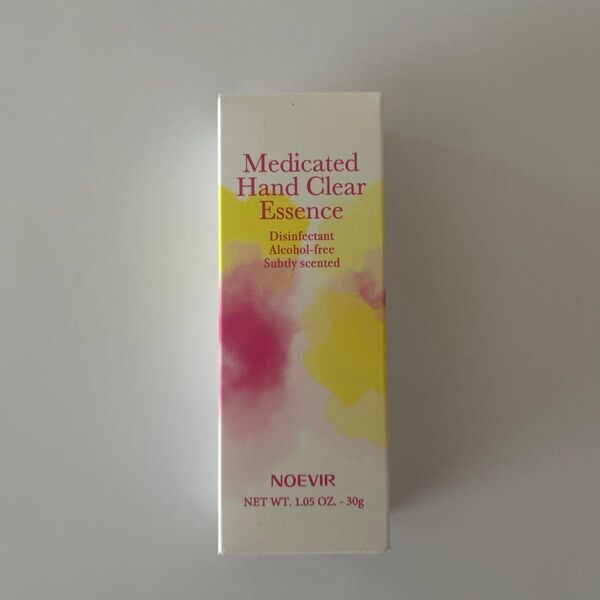 Medicated
Hand Clear
Essence
Disinfectant
Alcohol-free
Subtly scented
NOEVIR
NET WT. 1.05 OZ. - 30g